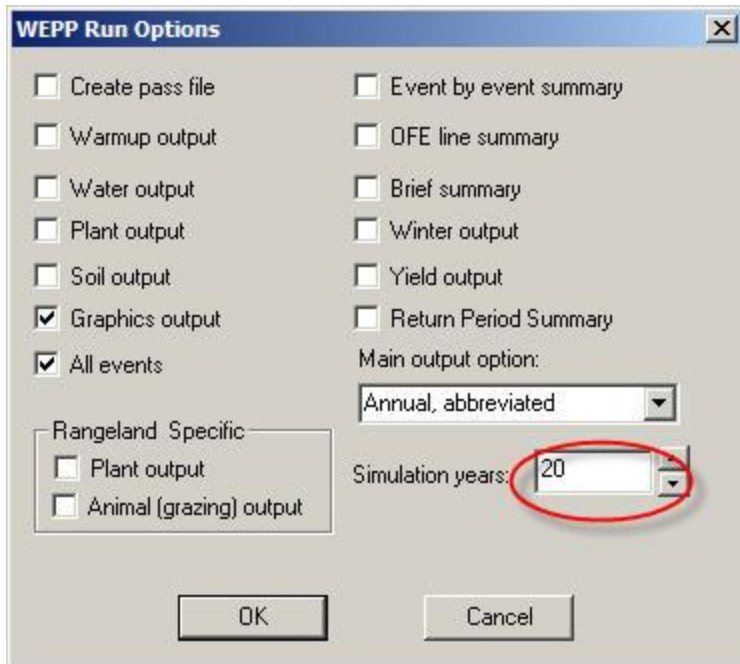 WEPP Run Options
Create pass file
Warmup output
Water output
Plant output
Soil output
Graphics output
All events
Rangeland Specific
Plant output
Animal (grazing) output
Event by event summary
OFE line summary
Brief summary
Winter output
Yield output
Return Period Summary
Main output option:
Annual, abbreviated
Simulation years: 20
OK
Cancel